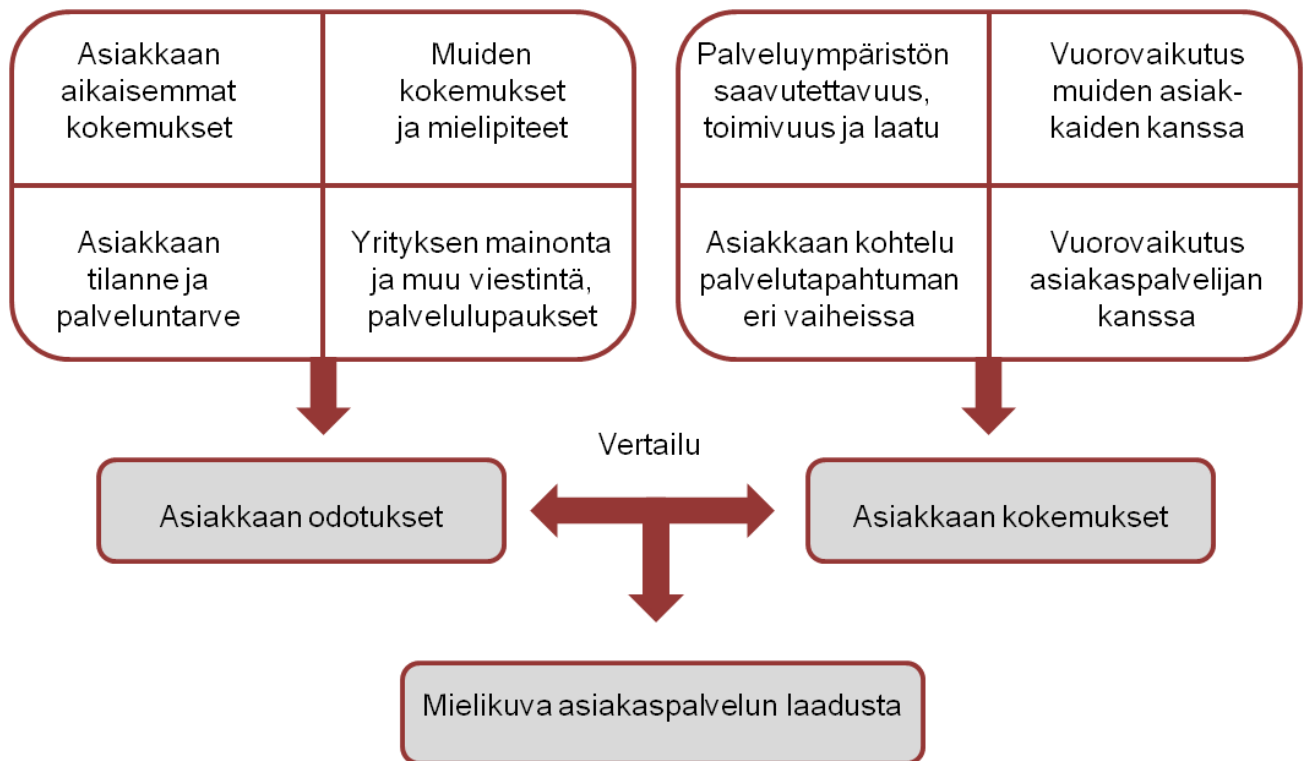 Asiakkaan
aikaisemmat
kokemukset
Muiden
kokemukset
ja mielipiteet
Asiakkaan
tilanne ja
palveluntarve
Yrityksen mainonta
ja muu viestintä,
palvelulupaukset
Palveluympäristön
saavutettavuus,
toimivuus ja laatu
Vuorovaikutus
muiden asiak-
kaiden kanssa
Asiakkaan kohtelu
palvelutapahtuman
eri vaiheissa
Vuorovaikutus
asiakaspalvelijan
kanssa
Vertailu
Asiakkaan odotukset
Asiakkaan kokemukset
Mielikuva asiakaspalvelun laadusta